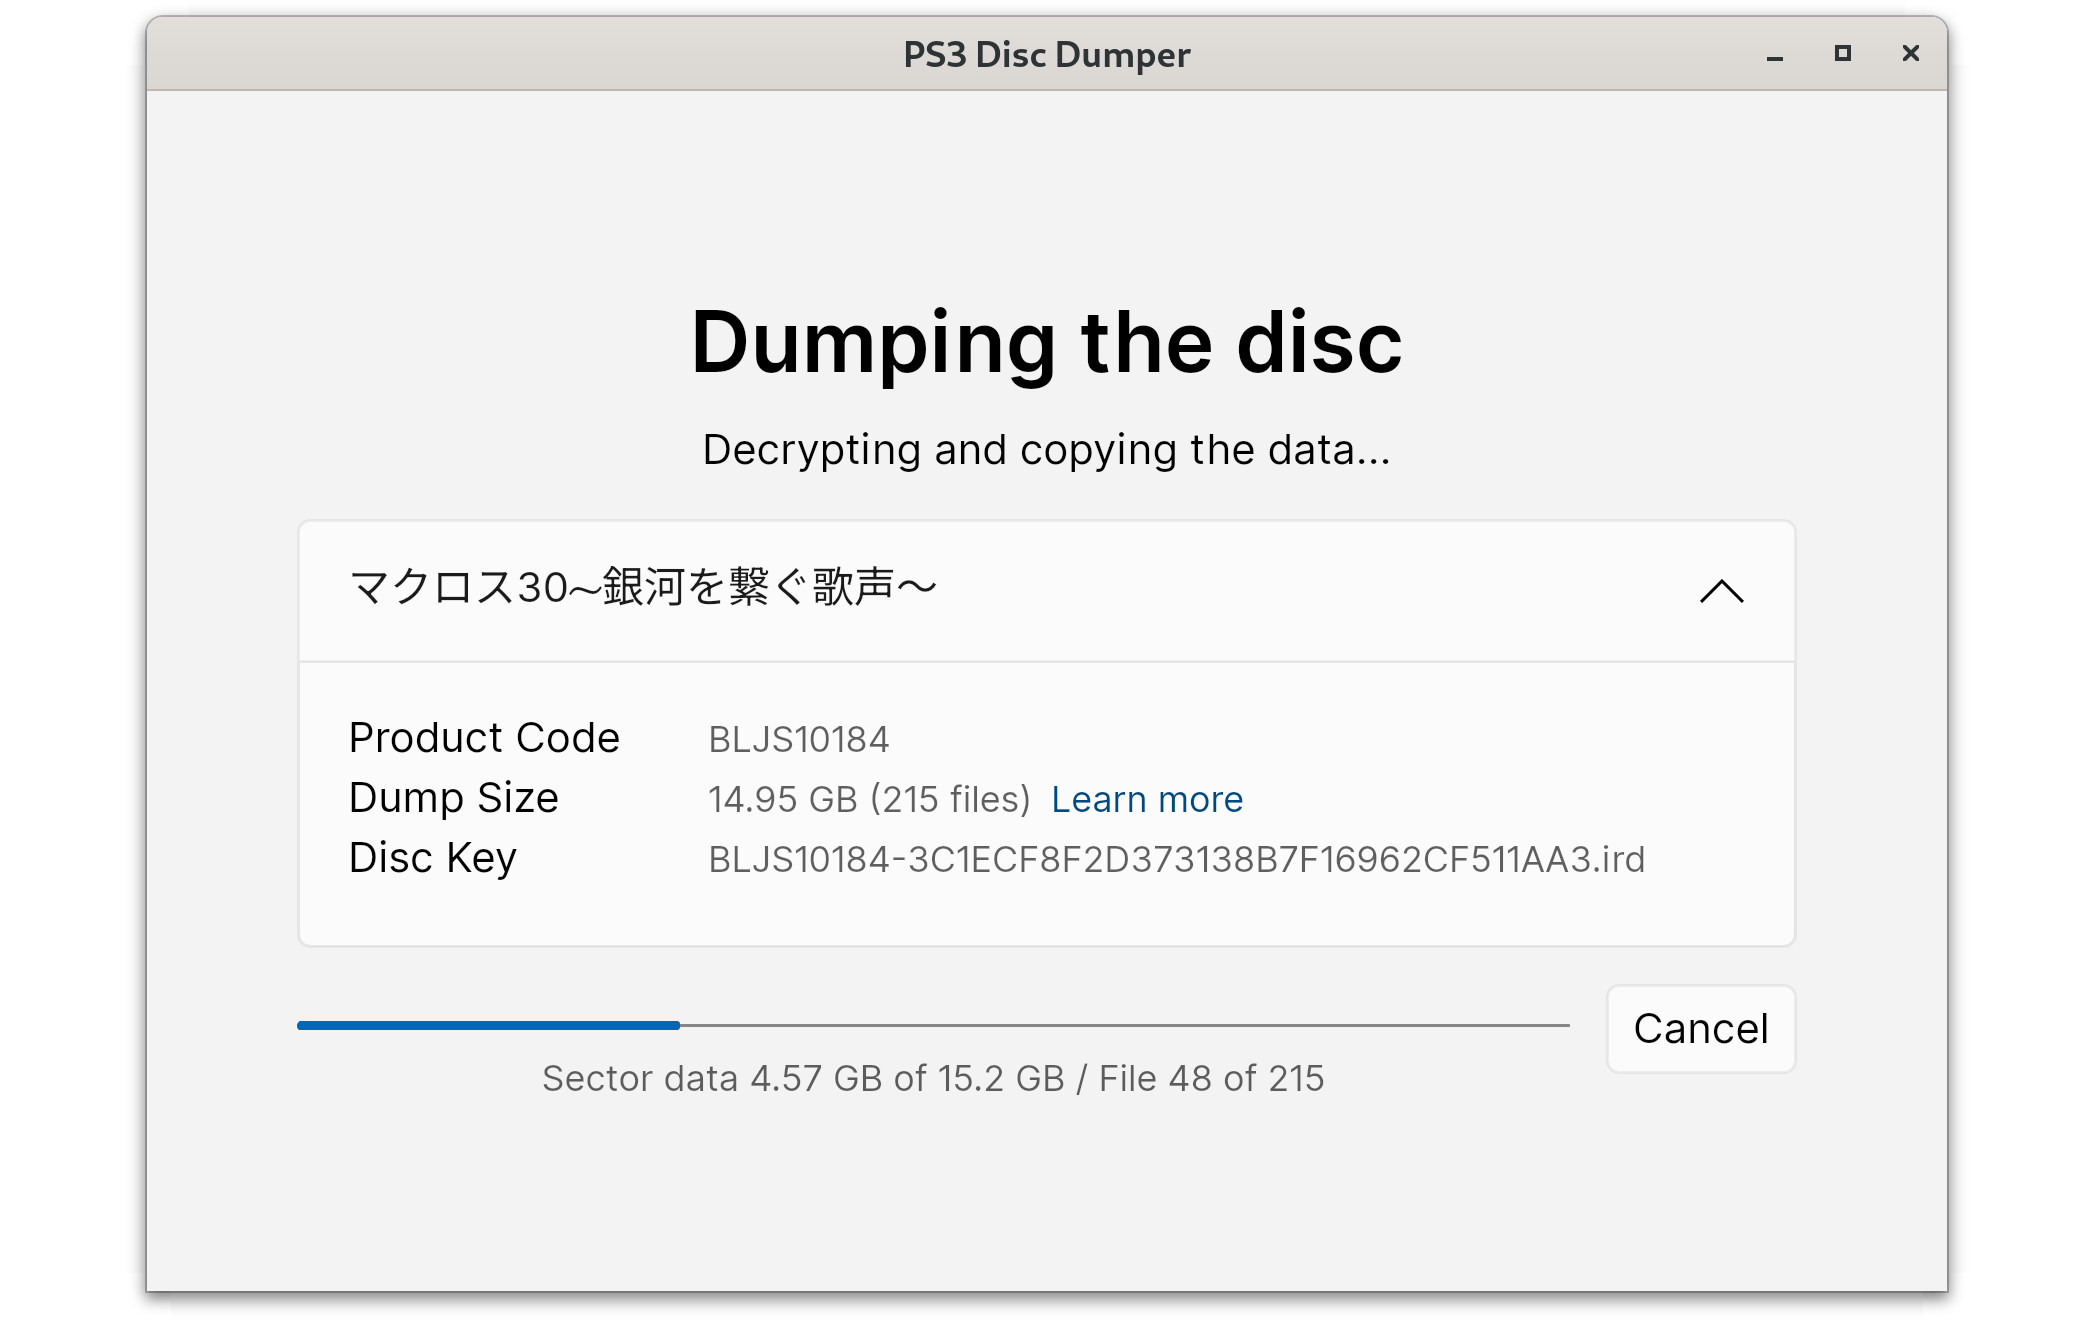 PS3 Disc Dumper
Dumping the disc
Decrypting and copying the data...
マクロス30～銀河を繋ぐ歌声～
Product Code BLJS10184
Dump Size 14.95 GB (215 files) Learn more
Disc Key BLJS10184-3C1ECF8F2D373138B7F16962CF511AA3.ird
Cancel
Sector data 4.57 GB of 15.2 GB / File 48 of 215